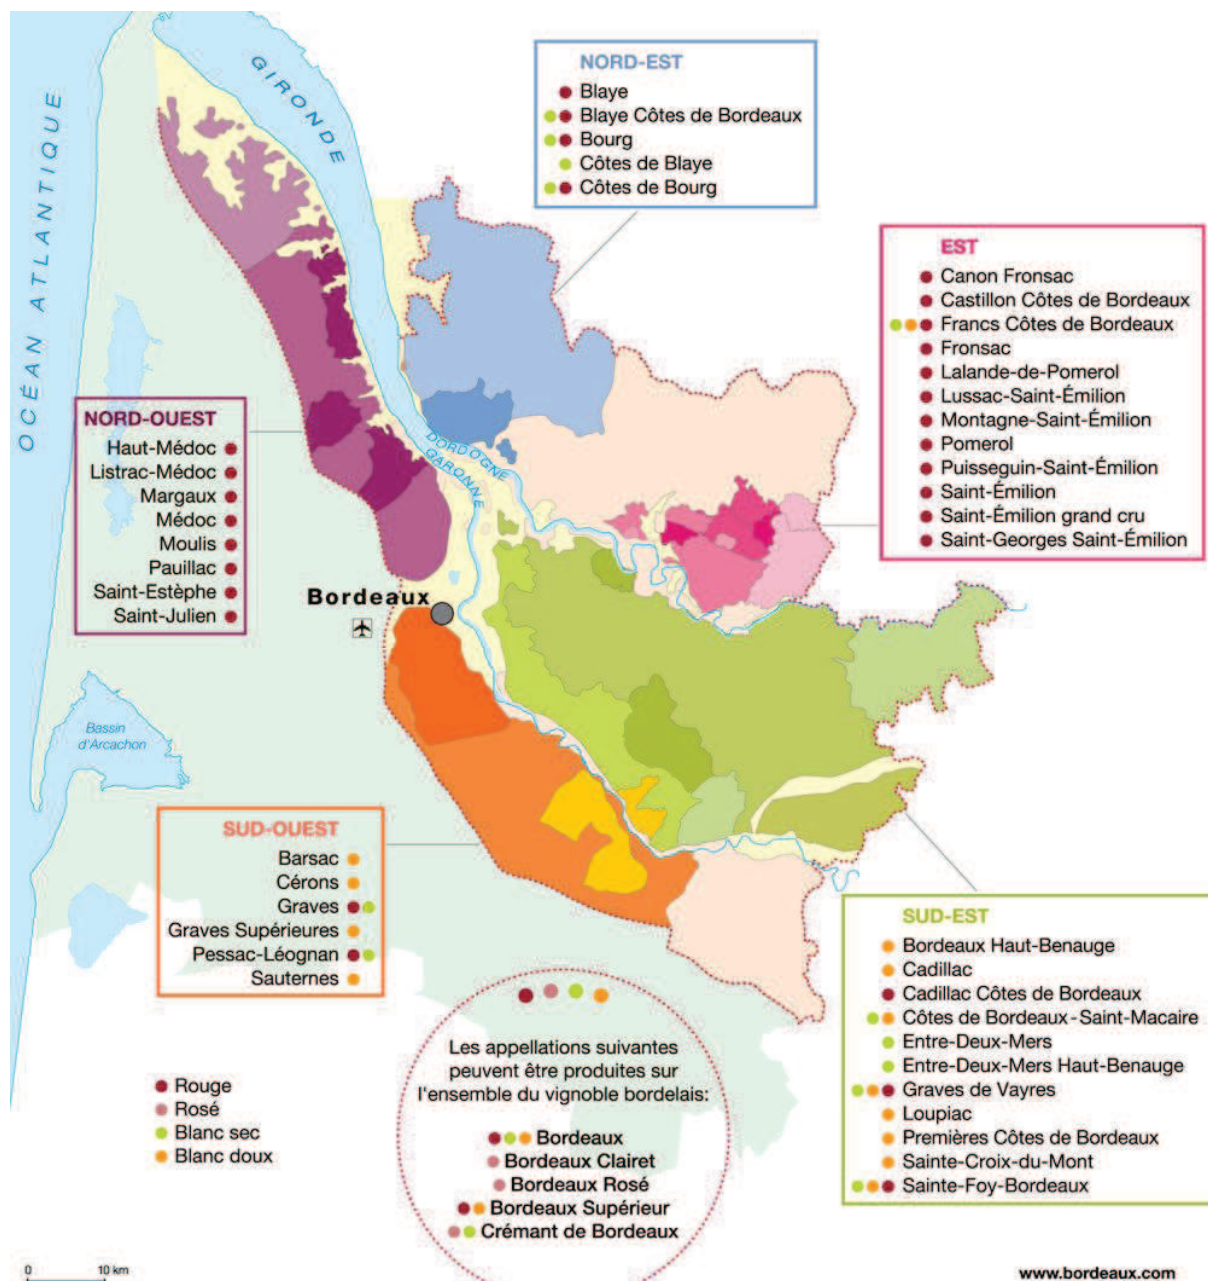 OCÉAN ATLANTIQUE
GIRONDE
NORD-EST
Blaye
Blaye Côtes de Bordeaux
Bourg
Côtes de Blaye
Côtes de Bourg
EST
Canon Fronsac
Castillon Côtes de Bordeaux
Francs Côtes de Bordeaux
Fronsac
Lalande-de-Pomerol
Lussac-Saint-Émilion
Montagne-Saint-Émilion
Pomerol
Puisseguin-Saint-Émilion
Saint-Émilion
Saint-Émilion grand cru
Saint-Georges Saint-Émilion
NORD-OUEST
Haut-Médoc
Listrac-Médoc
Margaux
Médoc
Moulis
Pauillac
Saint-Estèphe
Saint-Julien
DORDOGNE
GARONNE
Bordeaux
Bassin
d'Arcachon
SUD-OUEST
Barsac
Cérons
Graves
Graves Supérieures
Pessac-Léognan
Sauternes
SUD-EST
Bordeaux Haut-Benauge
Cadillac
Cadillac Côtes de Bordeaux
Côtes de Bordeaux-Saint-Macaire
Entre-Deux-Mers
Entre-Deux-Mers Haut-Benauge
Graves de Vayres
Loupiac
Premières Côtes de Bordeaux
Sainte-Croix-du-Mont
Sainte-Foy-Bordeaux
Les appellations suivantes
peuvent être produites sur
l'ensemble du vignoble bordelais:
Bordeaux
Bordeaux Clairet
Bordeaux Rosé
Bordeaux Supérieur
Crémant de Bordeaux
Rouge
Rosé
Blanc sec
Blanc doux
0 10 km
www.bordeaux.com